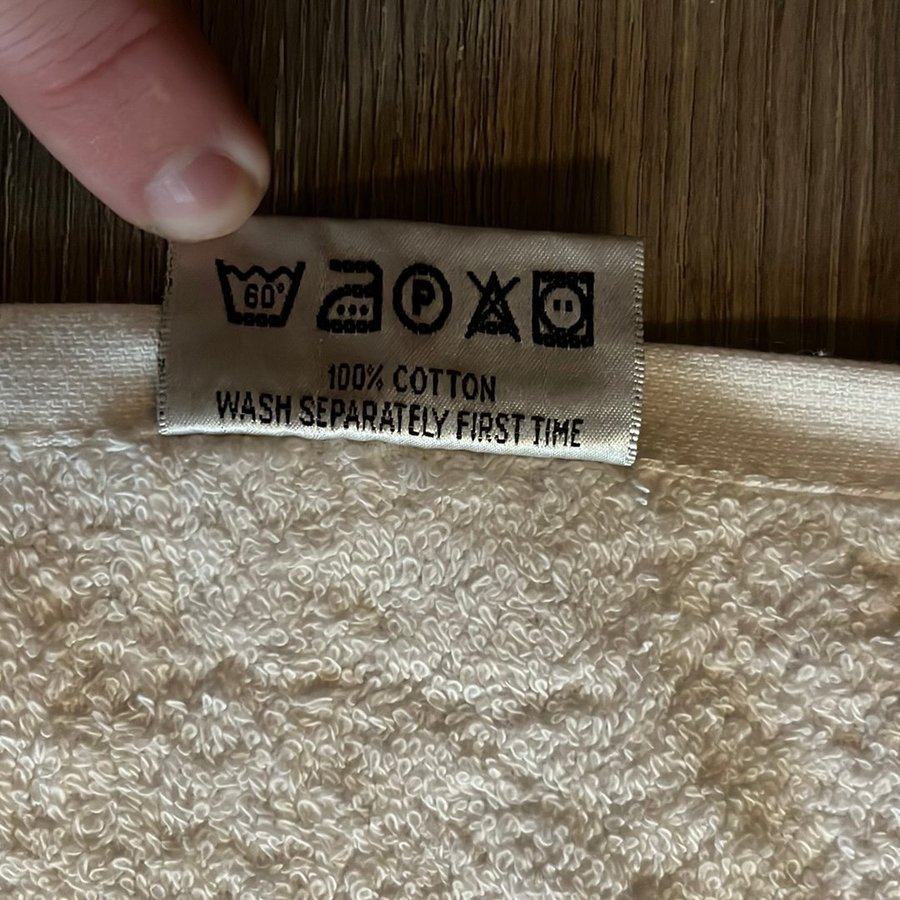 60° P
100% COTTON
WASH SEPARATELY FIRST TIME